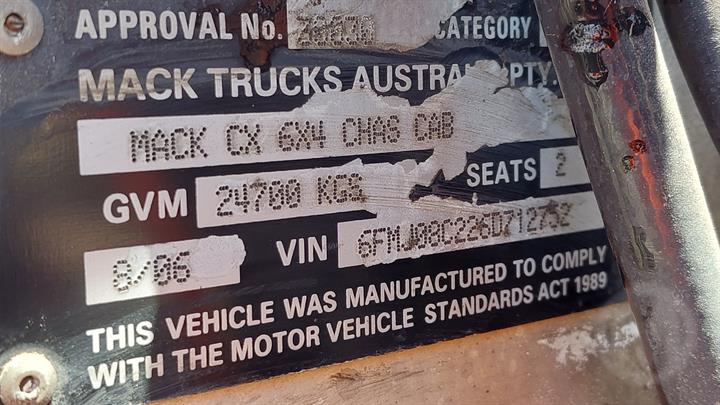 APPROVAL No. CATEGORY
MACK TRUCKS PTY.
MACK CX 6X4 CHAS CAB
GVM 24700 KGS SEATS 2
8/06 VIN
THIS VEHICLE WAS MANUFACTURED TO COMPLY
WITH THE MOTOR VEHICLE STANDARDS ACT 1989